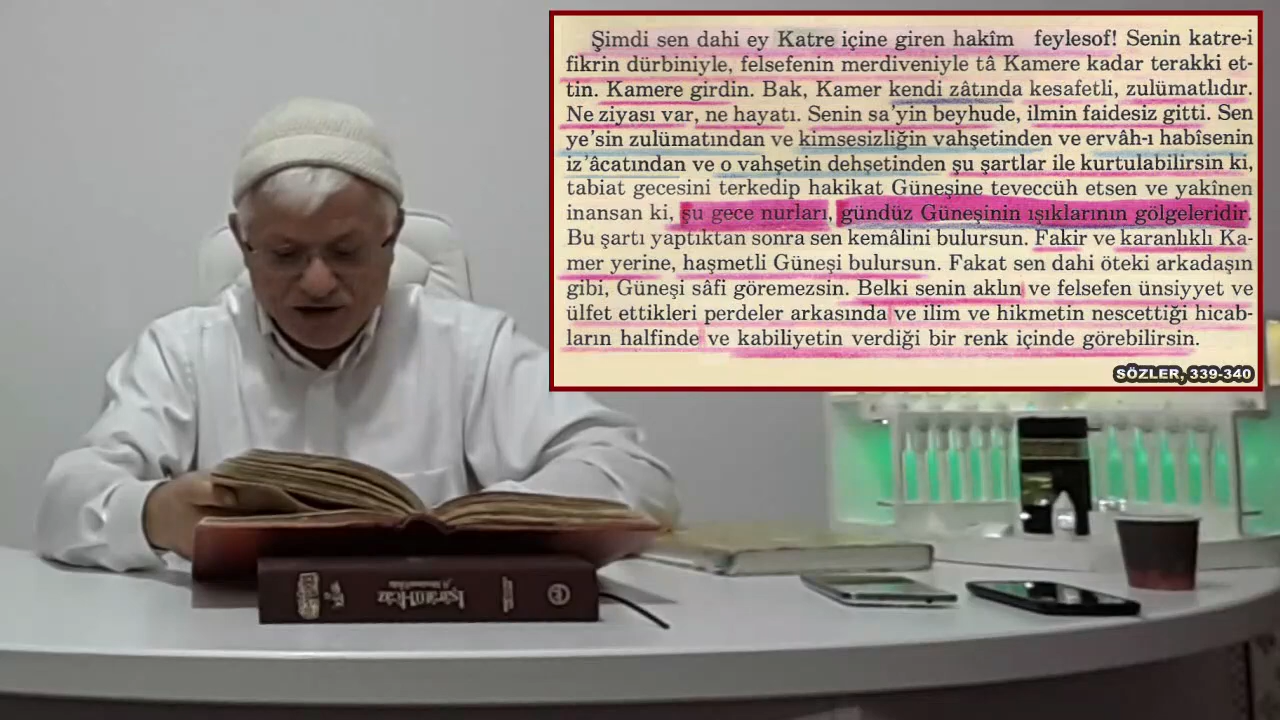 Şimdi sen dahi ey Katre içine giren hakîm feylesof! Senin katre-i
fikrin dürbiniyle, felsefenin merdiveniyle tâ Kamere kadar terakki et-
tin. Kamere girdin. Bak, Kamer kendi zâtında kesafetli, zulümatlıdır.
Ne ziyası var, ne hayatı. Senin sa'yin beyhude, ilmin faidesiz gitti. Sen
ye'sin zulümatından ve kimsesizliğin vahşetinden ve ervâh-ı habîsenin
iz'âcatından ve o vahşetin dehşetinden şu şartlar ile kurtulabilirsin ki,
tabiat gecesini terkedip hakikat Güneşine teveccüh etsen ve yakînen
inansan ki, şu gece nurları, gündüz Güneşinin ışıklarının gölgeleridir.
Bu şartı yaptıktan sonra sen kemâlini bulursun. Fakir ve karanlıklı Ka-
mer yerine, haşmetli Güneşi bulursun. Fakat sen dahi öteki arkadaşın
gibi, Güneşi sâfi göremezsin. Belki senin aklın ve felsefen ünsiyyet ve
ülfet ettikleri perdeler arkasında ve ilim ve hikmetin nescettiği hicab-
ların halfinde ve kabiliyetin verdiği bir renk içinde görebilirsin.
SÖZLER, 339-340
İşârâtü'l-İ'câz